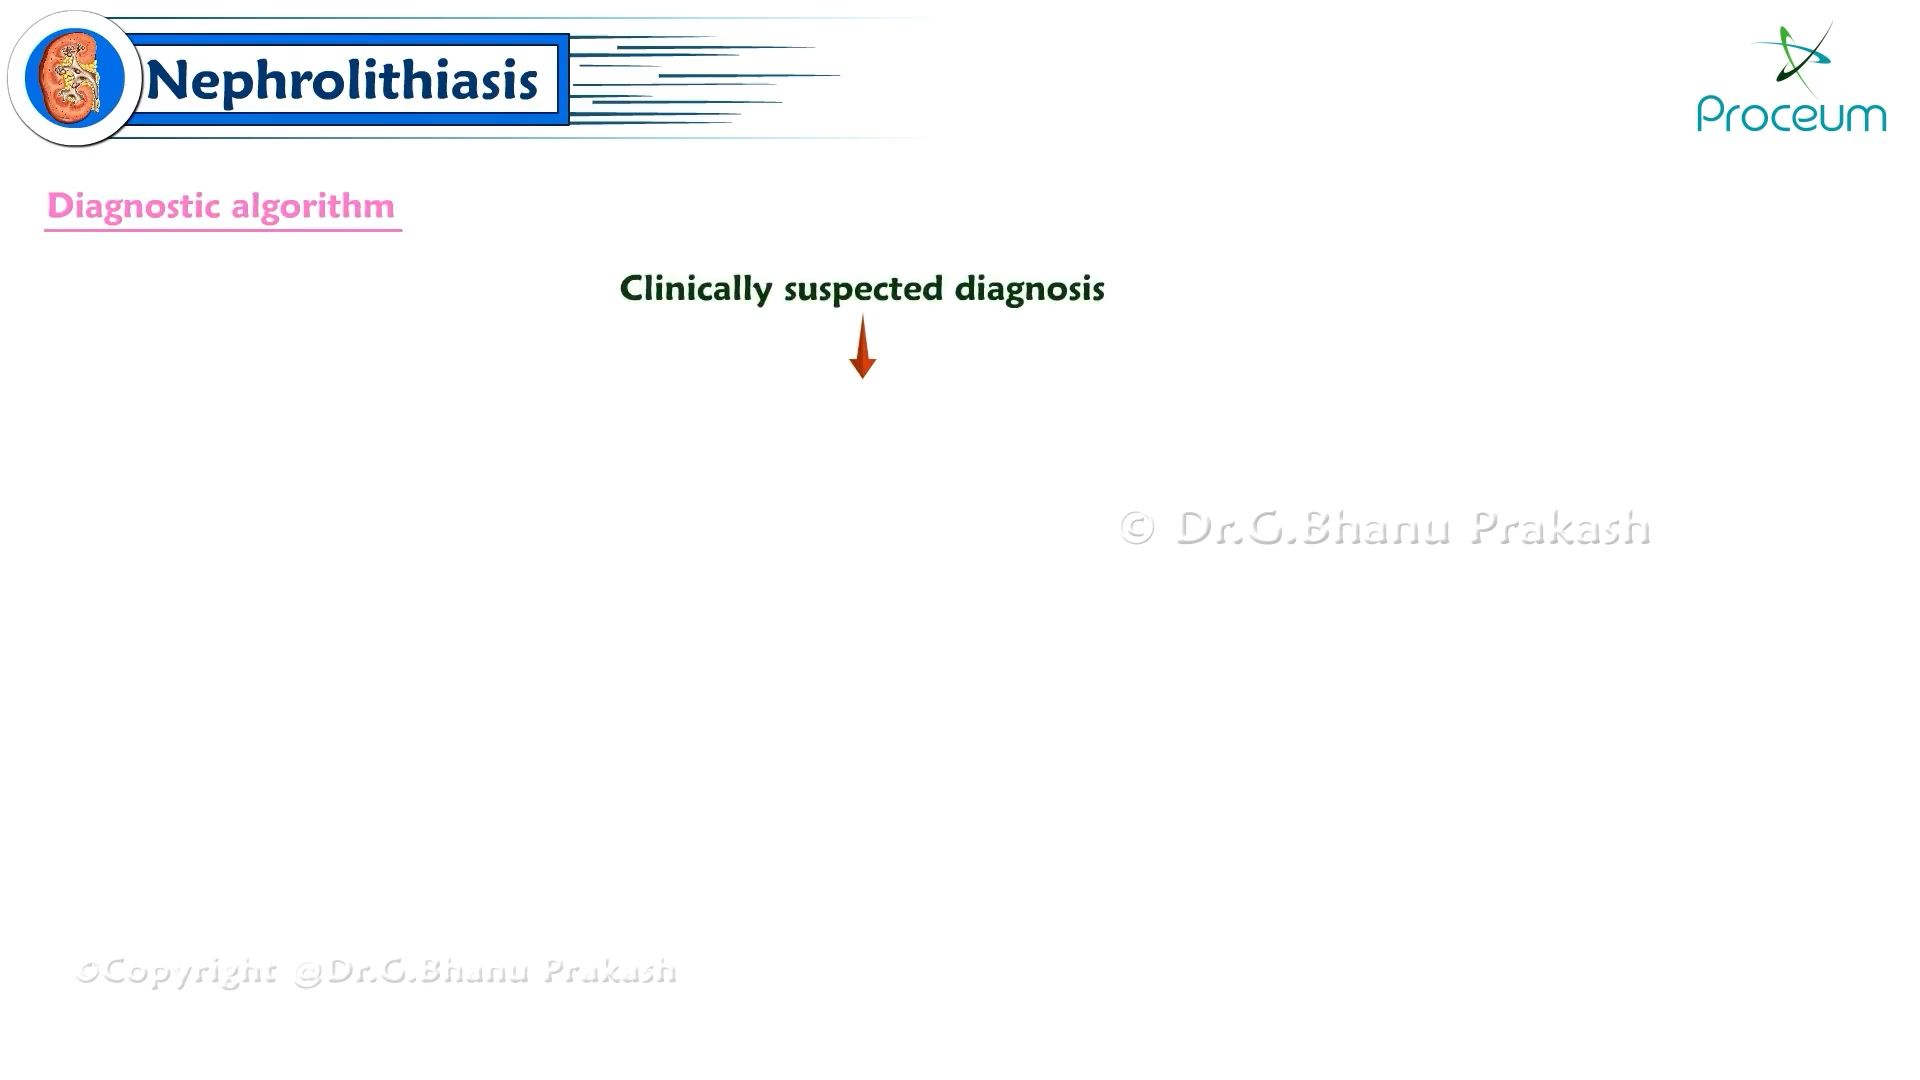 Nephrolithiasis
Proceum
Diagnostic algorithm
Clinically suspected diagnosis
© Dr.G.Bhanu Prakash
©Copyright @Dr.G.Bhanu Prakash